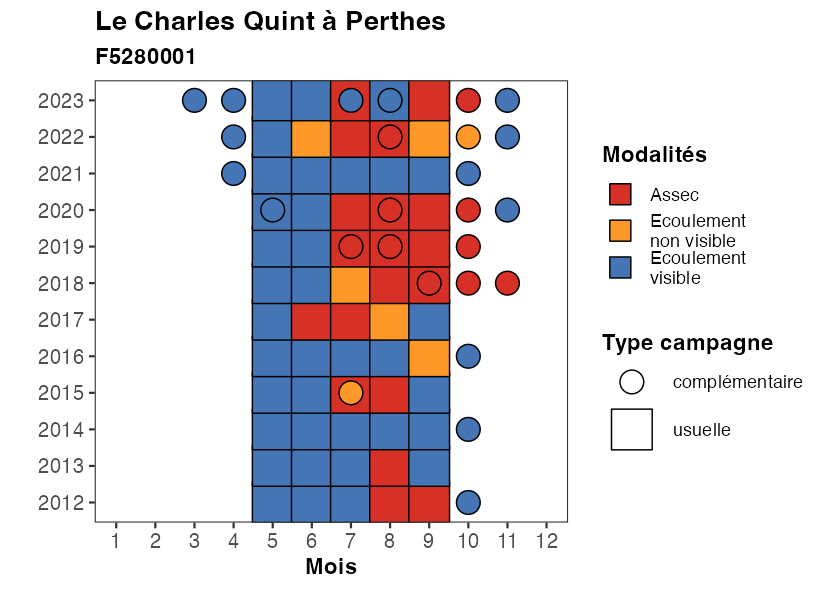 Le Charles Quint à Perthes
F5280001
2023
2022
2021
2020
2019
2018
2017
2016
2015
2014
2013
2012
1 2 3 4 5 6 7 8 9 10 11 12
Mois
Modalités
Assec
Ecoulement
non visible
Ecoulement
visible
Type campagne
complémentaire
usuelle